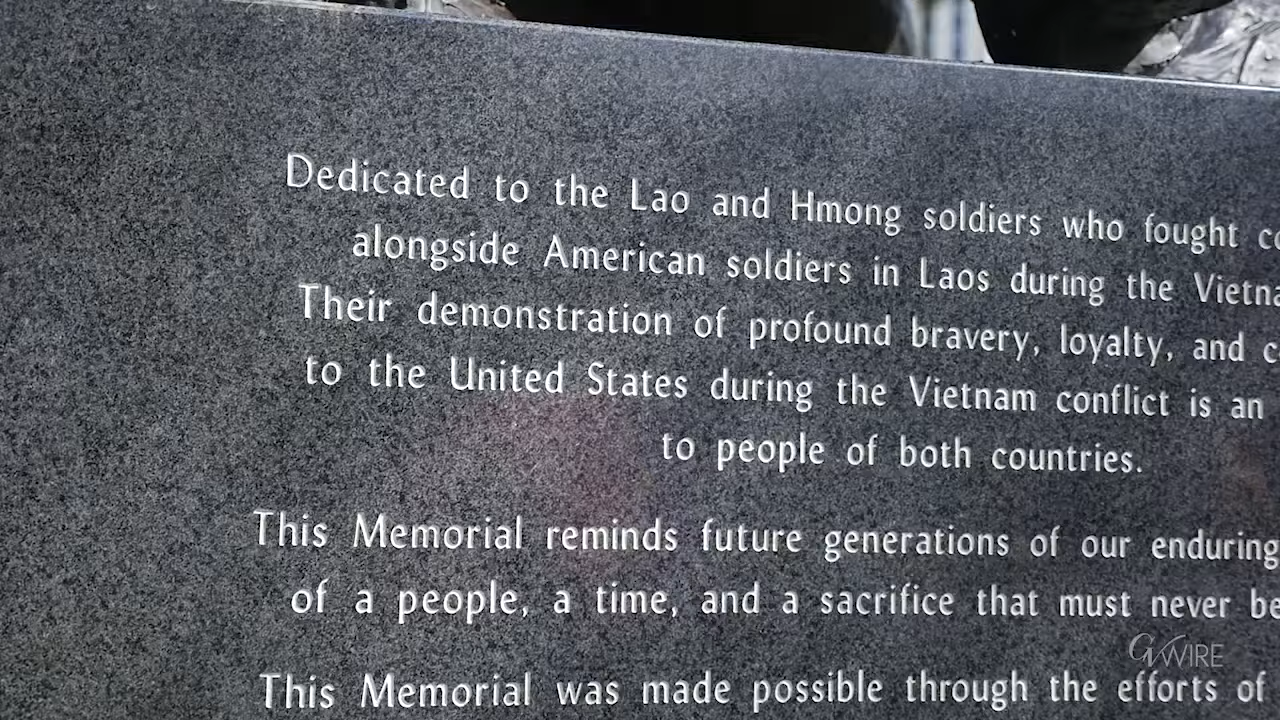 Dedicated to the Lao and Hmong soldiers who fought
alongside American soldiers in Laos during the
Their demonstration of profound bravery, loyalty, and
to the United States during the Vietnam conflict is an
to people of both countries.
This Memorial reminds future generations of our enduring
of a people, a time, and a sacrifice that must never be
This Memorial was made possible through the efforts of
GV WIRE